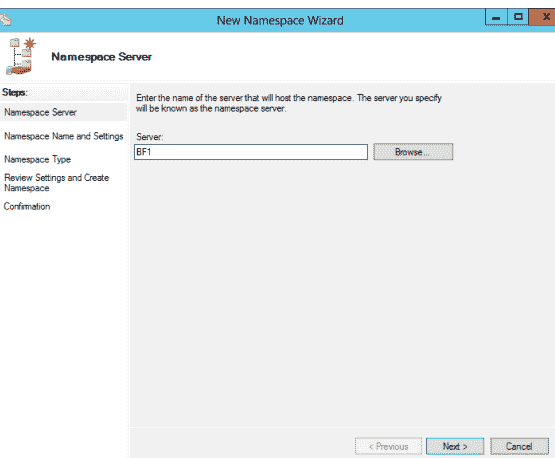 New Namespace Wizard
Namespace Server
Steps:
Namespace Server
Namespace Name and Settings
Namespace Type
Review Settings and Create
Namespace
Confirmation
Enter the name of the server that will host the namespace. The server you specify
will be known as the namespace server.
Server:
BF1
Browse...
< Previous
Next >
Cancel